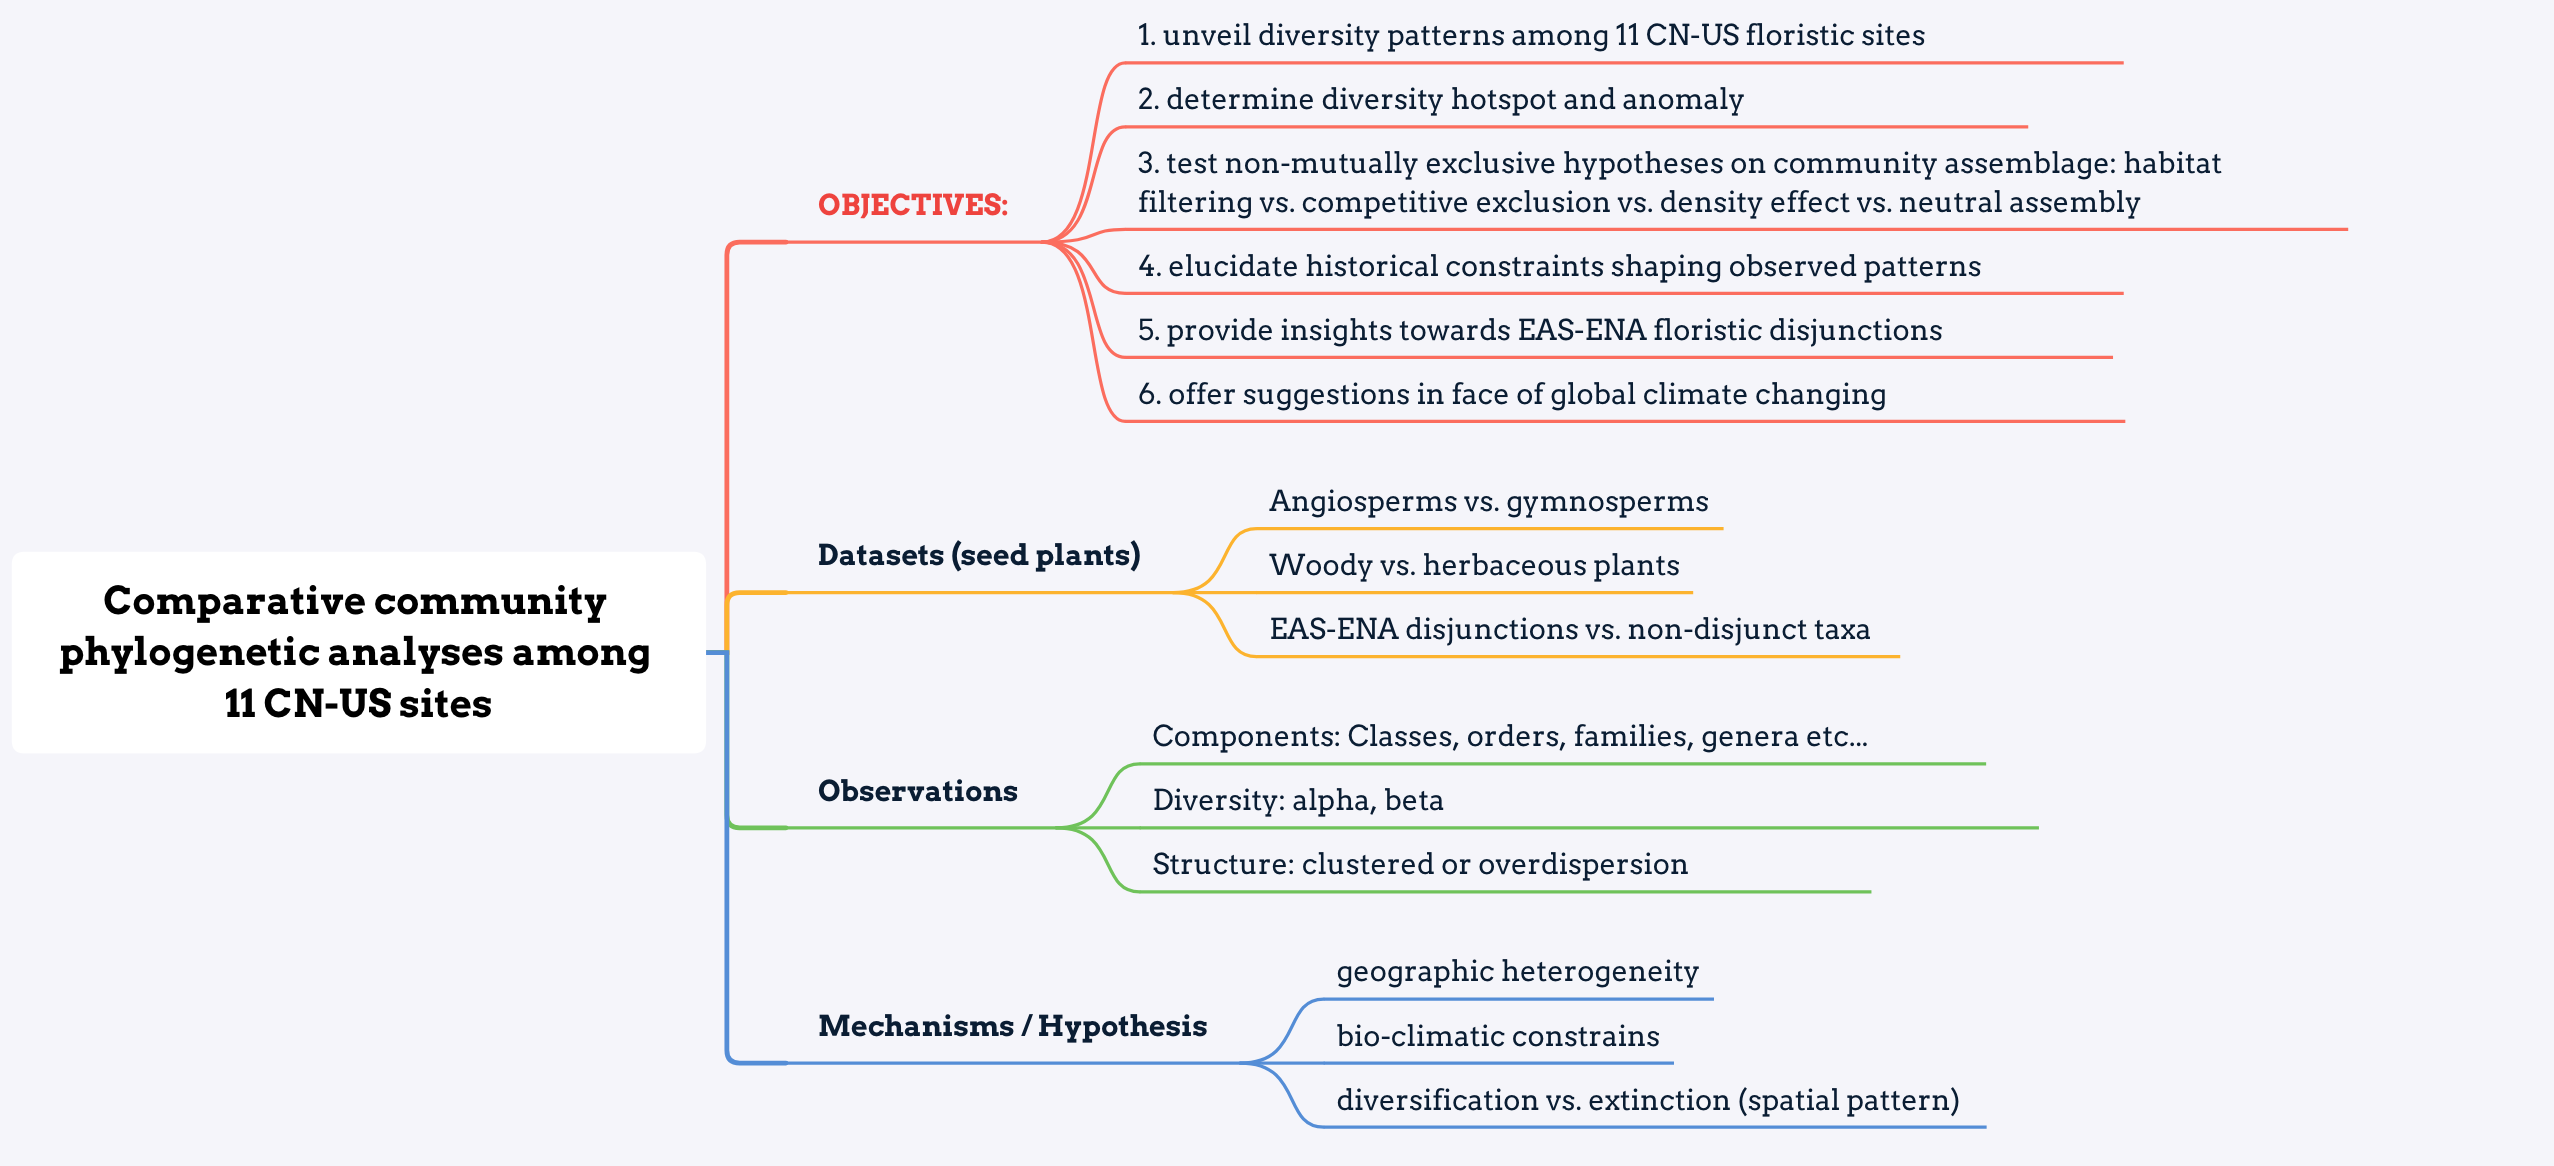 Comparative community
phylogenetic analyses among
11 CN-US sites
OBJECTIVES:
1. unveil diversity patterns among 11 CN-US floristic sites
2. determine diversity hotspot and anomaly
3. test non-mutually exclusive hypotheses on community assemblage: habitat
filtering vs. competitive exclusion vs. density effect vs. neutral assembly
4. elucidate historical constraints shaping observed patterns
5. provide insights towards EAS-ENA floristic disjunctions
6. offer suggestions in face of global climate changing
Datasets (seed plants)
Angiosperms vs. gymnosperms
Woody vs. herbaceous plants
EAS-ENA disjunctions vs. non-disjunct taxa
Observations
Components: Classes, orders, families, genera etc...
Diversity: alpha, beta
Structure: clustered or overdispersion
Mechanisms / Hypothesis
geographic heterogeneity
bio-climatic constrains
diversification vs. extinction (spatial pattern)